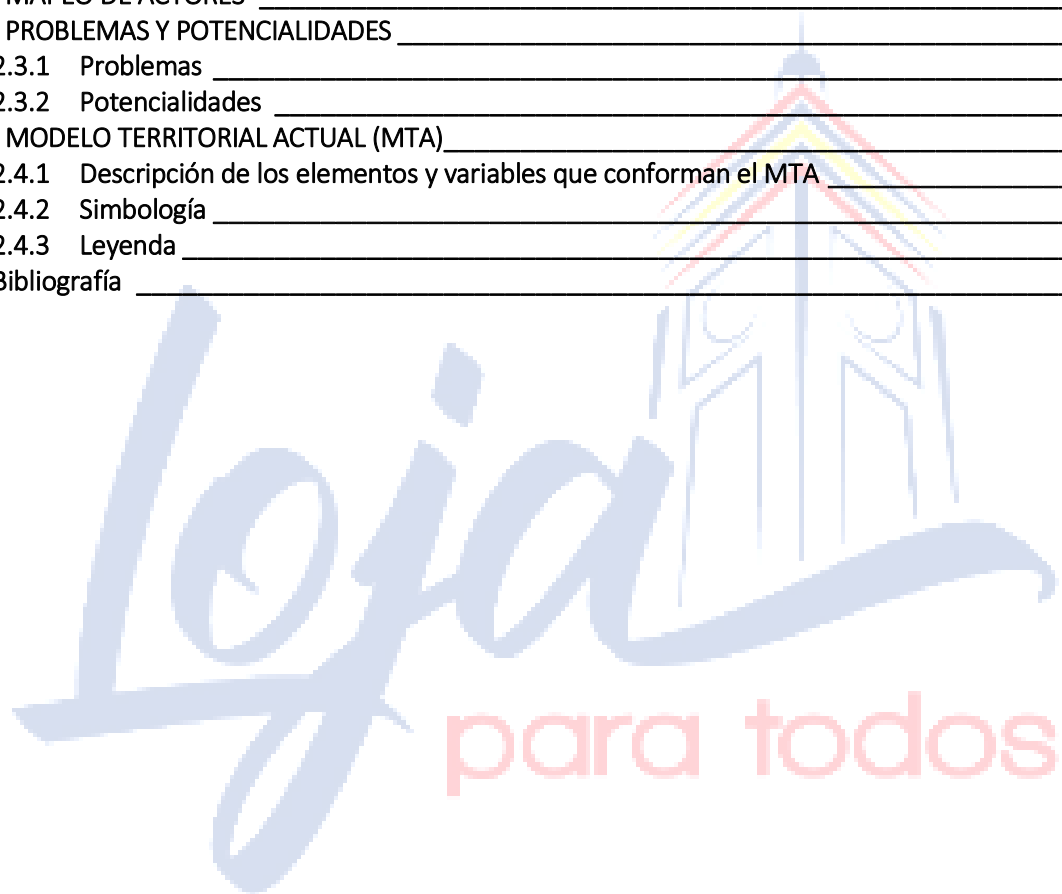 MAPEO DE ACTORES
PROBLEMAS Y POTENCIALIDADES
2.3.1 Problemas
2.3.2 Potencialidades
MODELO TERRITORIAL ACTUAL (MTA)
2.4.1 Descripción de los elementos y variables que conforman el MTA
2.4.2 Simbología
2.4.3 Leyenda
Bibliografía
Loja
para todos